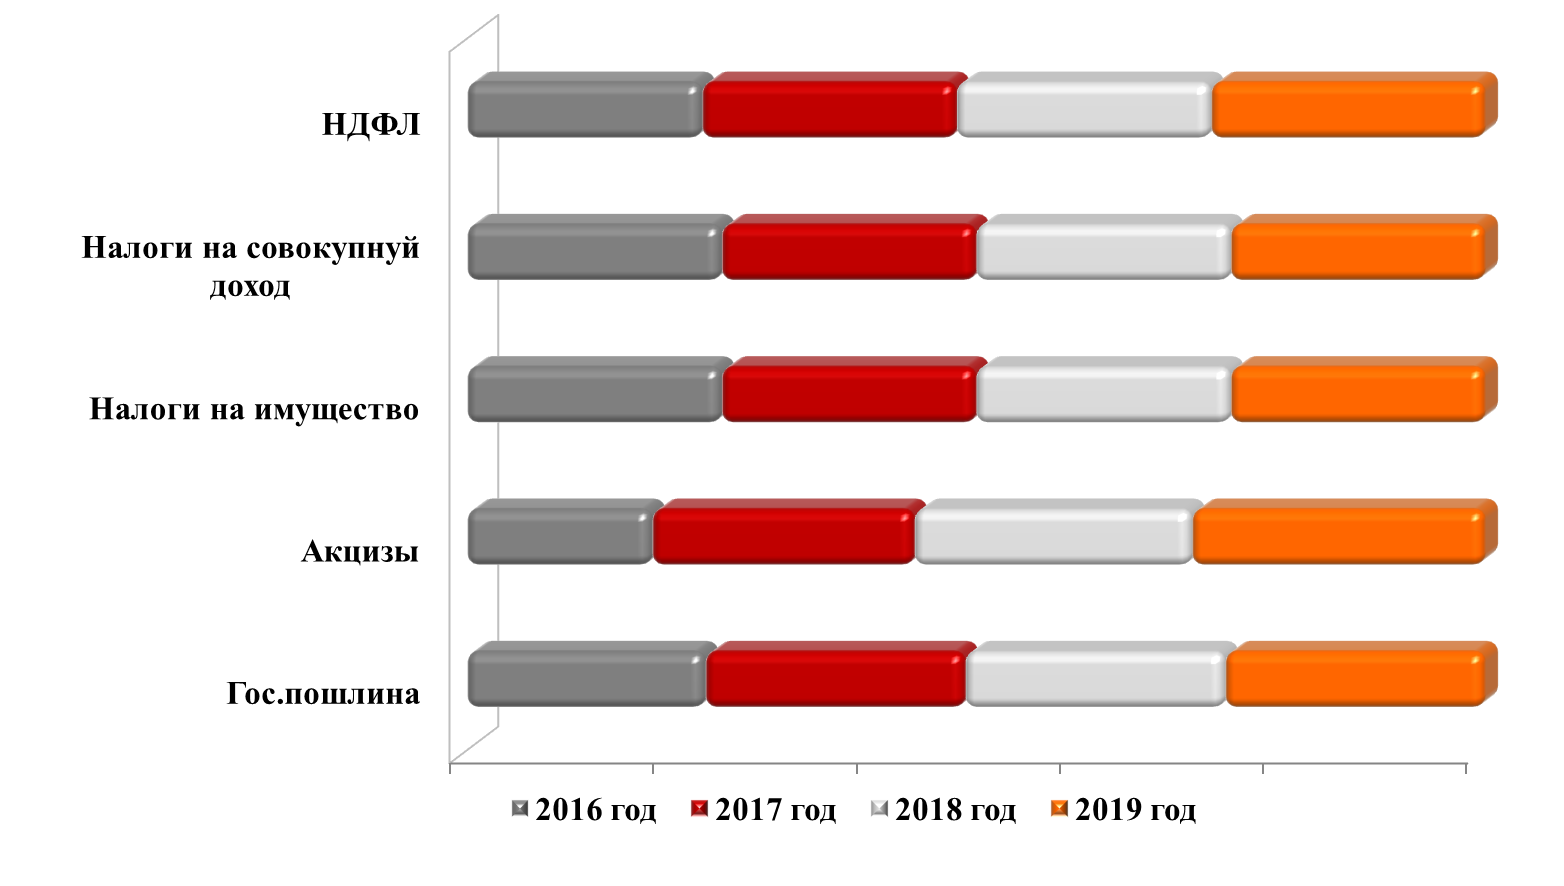 НДФЛ
Налоги на совокупнуй
доход
Налоги на имущество
Акцизы
Гос.пошлина
2016 год 2017 год 2018 год 2019 год